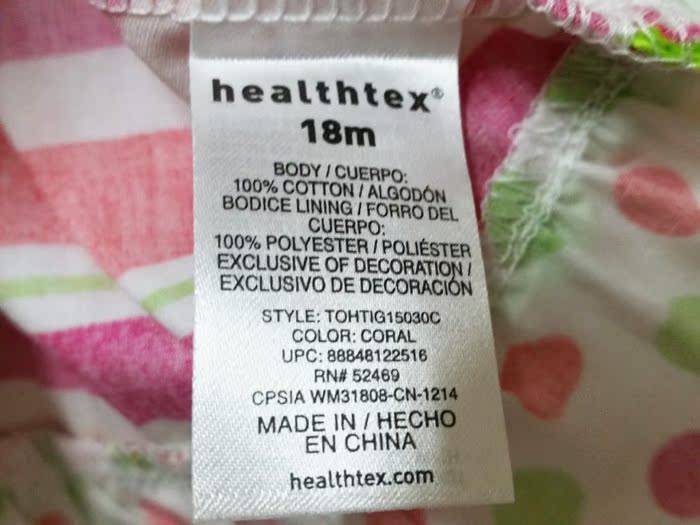 healthtex®
18m
BODY / CUERPO:
100% COTTON / ALGODÓN
BODICE LINING / FORRO DEL
CUERPO:
100% POLYESTER / POLIÉSTER
EXCLUSIVE OF DECORATION /
EXCLUSIVO DE DECORACIÓN
STYLE: TOHTIG15030C
COLOR: CORAL
UPC: 88848122516
RN# 52469
CPSIA WM31808-CN-1214
MADE IN / HECHO
EN CHINA
healthtex.com